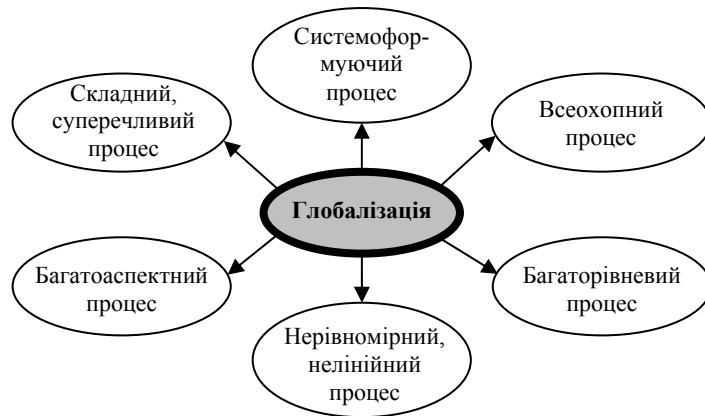 Системофор-
муючий
процес
Складний,
суперечливий
процес
Всеохопний
процес
Глобалізація
Багатоаспектний
процес
Багаторівневий
процес
Нерівномірний,
нелінійний
процес